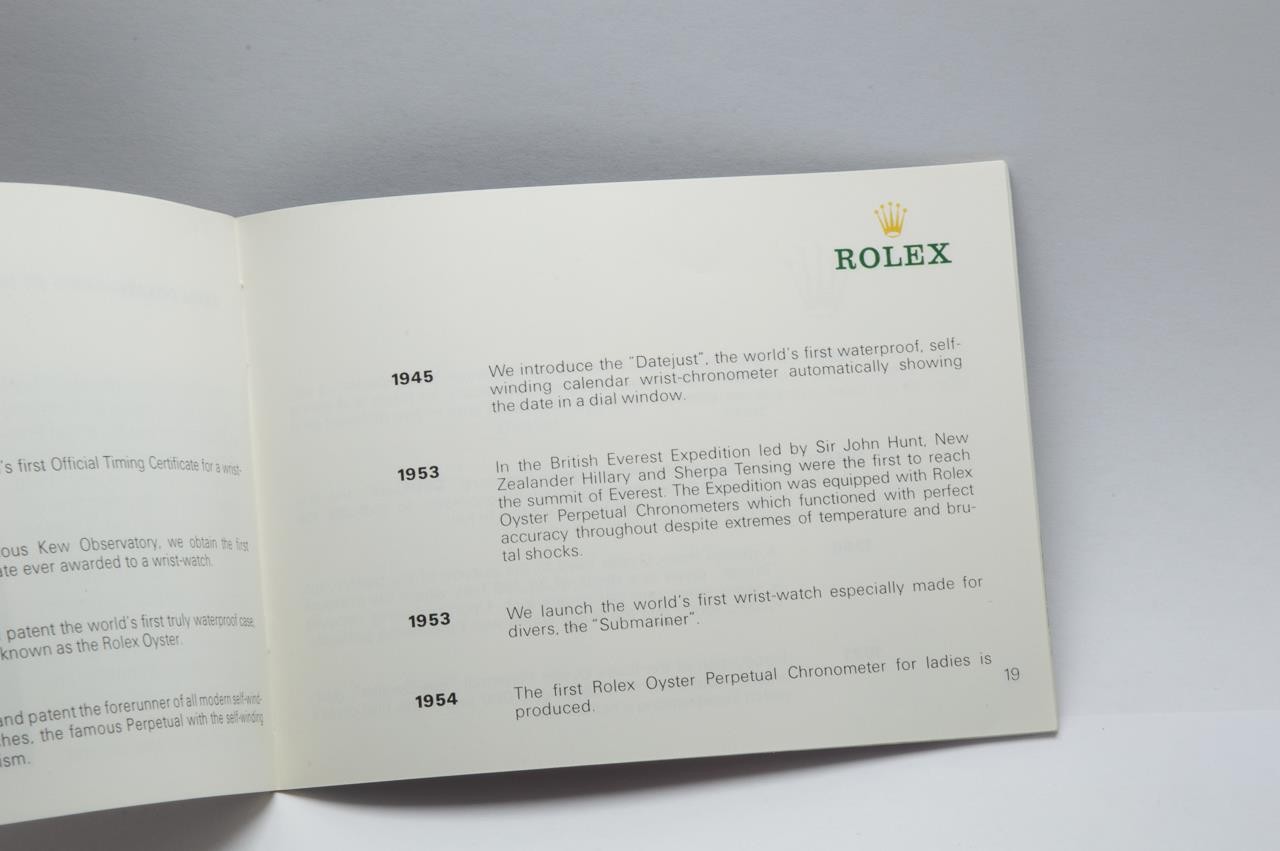 's first Official Timing Certificate for a wrist-
ous Kew Observatory, we obtain the first
ate ever awarded to a wrist-watch.
patent the world's first truly waterproof case,
known as the Rolex Oyster.
and patent the forerunner of all modern self-wind-
ches, the famous Perpetual with the self-winding
ism.
ROLEX
1945
We introduce the "Datejust", the world's first waterproof, self-
winding calendar wrist-chronometer automatically showing
the date in a dial window.
1953
In the British Everest Expedition led by Sir John Hunt, New
Zealander Hillary and Sherpa Tensing were the first to reach
the summit of Everest. The Expedition was equipped with Rolex
Oyster Perpetual Chronometers which functioned with perfect
accuracy throughout despite extremes of temperature and bru-
tal shocks.
1953
We launch the world's first wrist-watch especially made for
divers, the "Submariner".
1954
The first Rolex Oyster Perpetual Chronometer for ladies is
produced.
19